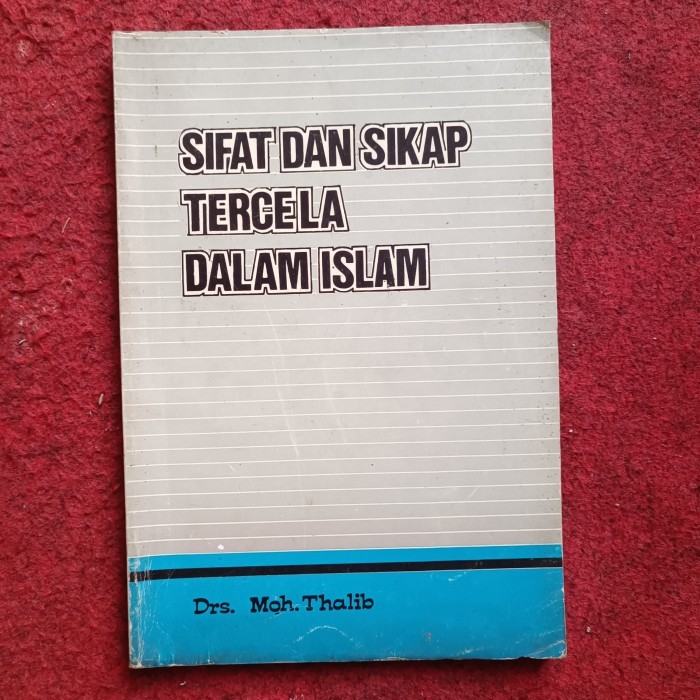 SIFAT DAN SIKAP
TERCELA
DALAM ISLAM
Drs. Moh. Thalib